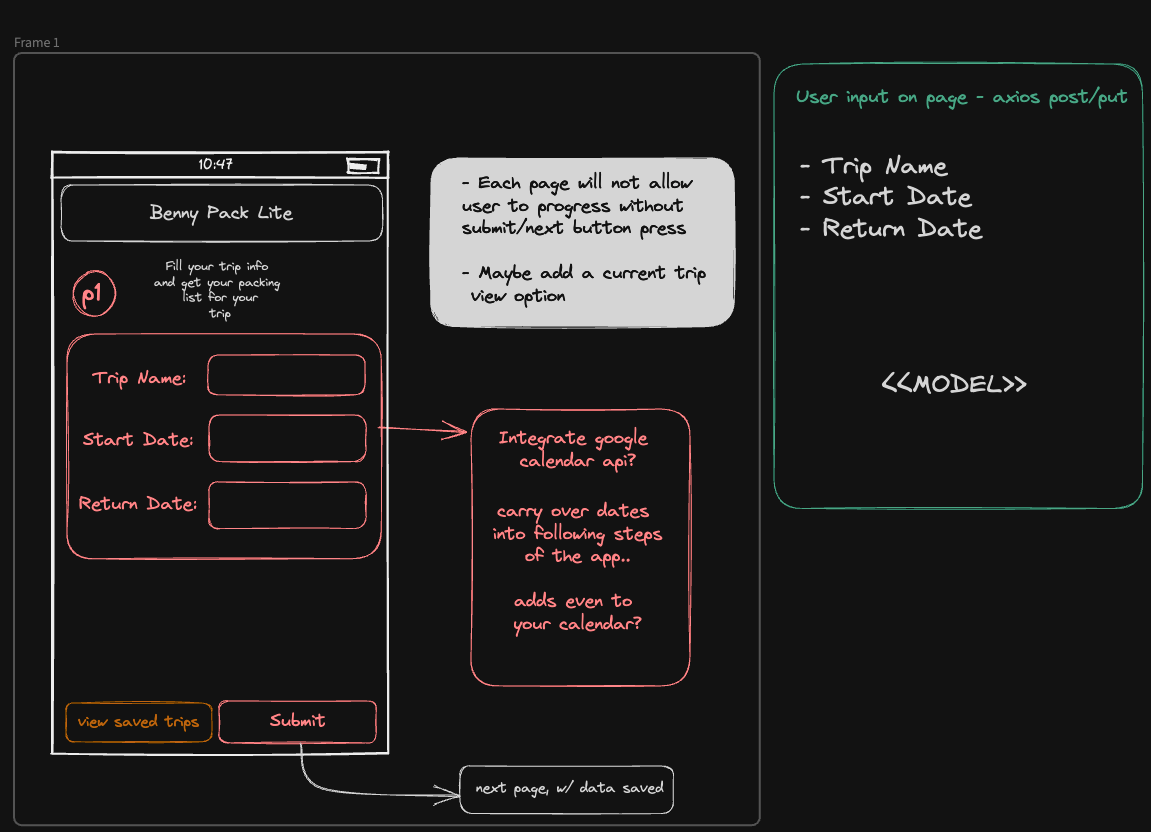 Frame 1
10:47
Benny Pack Lite
p1
Fill your trip info
and get your packing
list for your
trip
Trip Name:
Start Date:
Return Date:
view saved trips
Submit
- Each page will not allow
user to progress without
submit/next button press
- Maybe add a current trip
view option
Integrate google
calendar api?
carry over dates
into following steps
of the app..
adds even to
your calendar?
next page, w/ data saved
User input on page - axios post/put
- Trip Name
- Start Date
- Return Date
<<MODEL>>